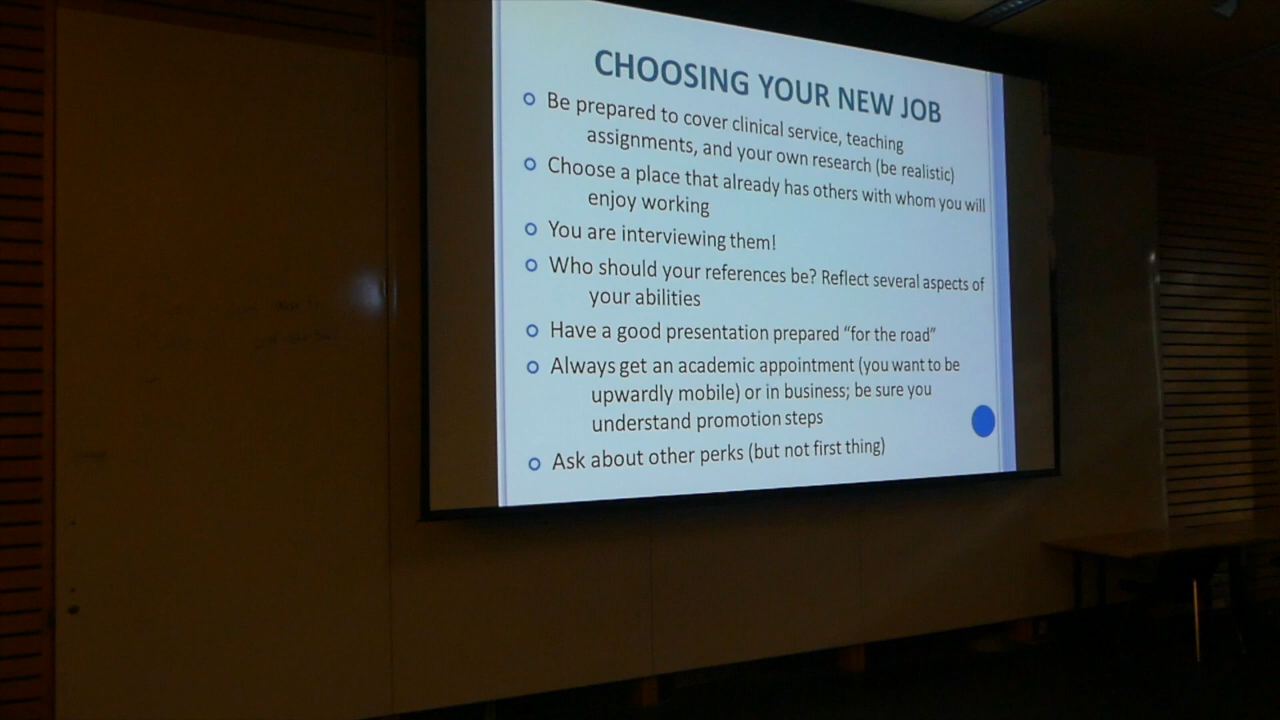 CHOOSING YOUR NEW JOB
Be prepared to cover clinical service, teaching
assignments, and your own research (be realistic)
Choose a place that already has others with whom you will
enjoy working
You are interviewing them!
Who should your references be? Reflect several aspects of
your abilities
Have a good presentation prepared “for the road”
Always get an academic appointment (you want to be
upwardly mobile) or in business; be sure you
understand promotion steps
Ask about other perks (but not first thing)